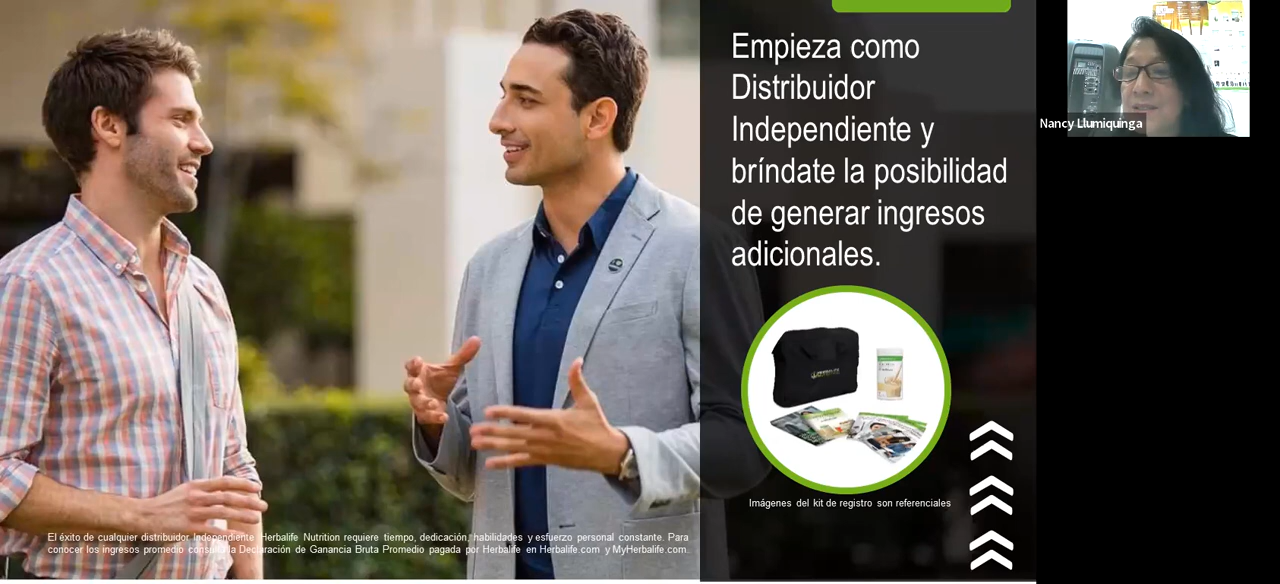 Empieza como
Distribuidor
Independiente y
bríndate la posibilidad
de generar ingresos
adicionales.
Nancy Llumiquinga
Imágenes del kit de registro son referenciales
El éxito de cualquier distribuidor Independiente Herbalife Nutrition requiere tiempo, dedicación, habilidades y esfuerzo personal constante. Para
conocer los ingresos promedio consulta la Declaración de Ganancia Bruta Promedio pagada por Herbalife en Herbalife.com y MyHerbalife.com.